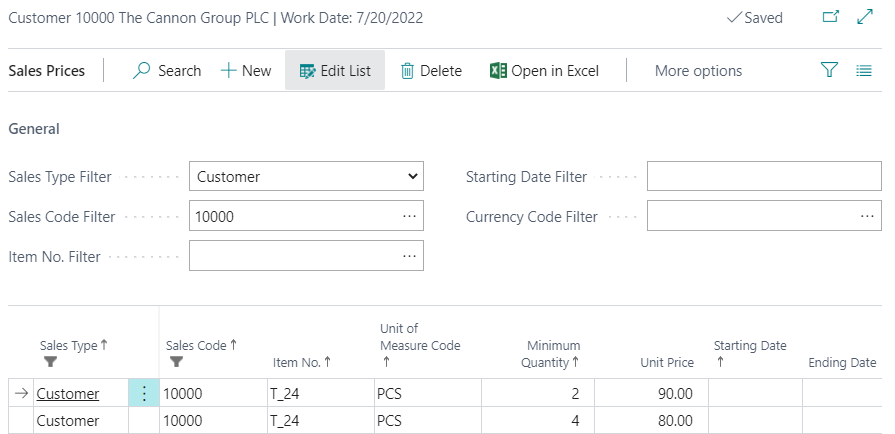 Customer 10000 The Cannon Group PLC | Work Date: 7/20/2022 Saved
Sales Prices Search New Edit List Delete Open in Excel More options
General
Sales Type Filter Customer Starting Date Filter
Sales Code Filter 10000 Currency Code Filter
Item No. Filter
Sales Type Sales Code Item No. Unit of Measure Code Minimum Quantity Unit Price Starting Date Ending Date
Customer 10000 T_24 PCS 2 90.00
Customer 10000 T_24 PCS 4 80.00